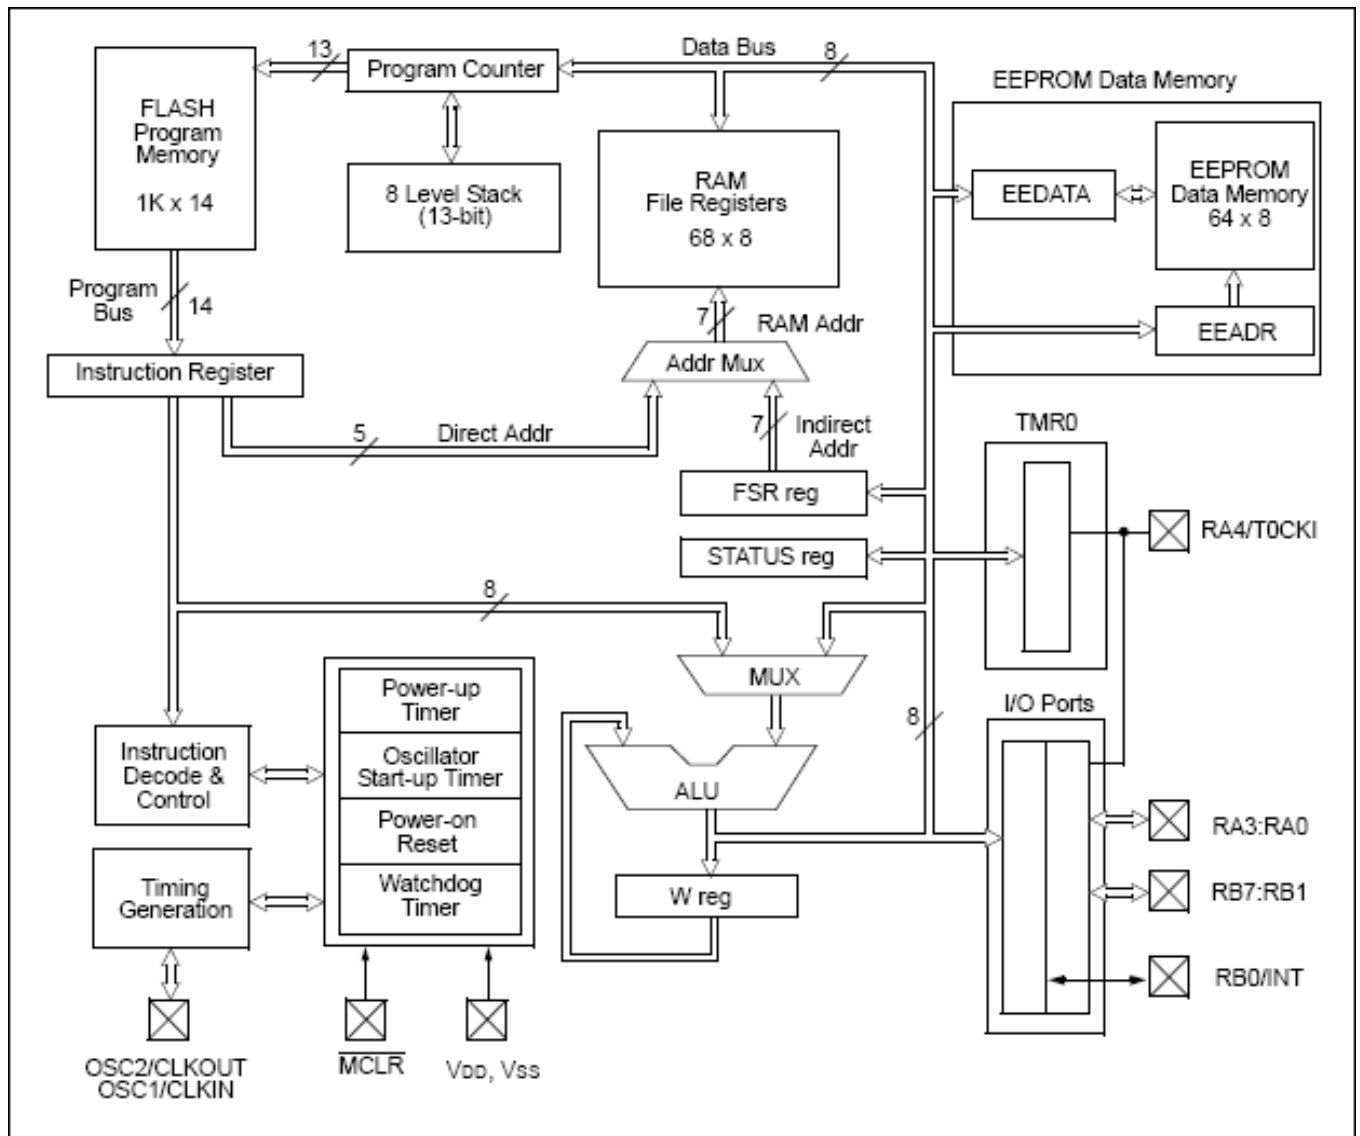 FLASH
Program
Memory
1K x 14
13
Program Counter
8 Level Stack
(13-bit)
Data Bus
8
RAM
File Registers
68 x 8
EEPROM Data Memory
EEDATA
EEPROM
Data Memory
64 x 8
EEADR
Program
Bus
14
7
RAM Addr
Addr Mux
Instruction Register
5
Direct Addr
7
Indirect
Addr
FSR reg
STATUS reg
TMR0
RA4/T0CKI
8
MUX
8
ALU
W reg
I/O Ports
RA3:RA0
RB7:RB1
RB0/INT
Power-up
Timer
Oscillator
Start-up Timer
Power-on
Reset
Watchdog
Timer
Instruction
Decode &
Control
Timing
Generation
OSC2/CLKOUT
OSC1/CLKIN
MCLR
VDD, VSS